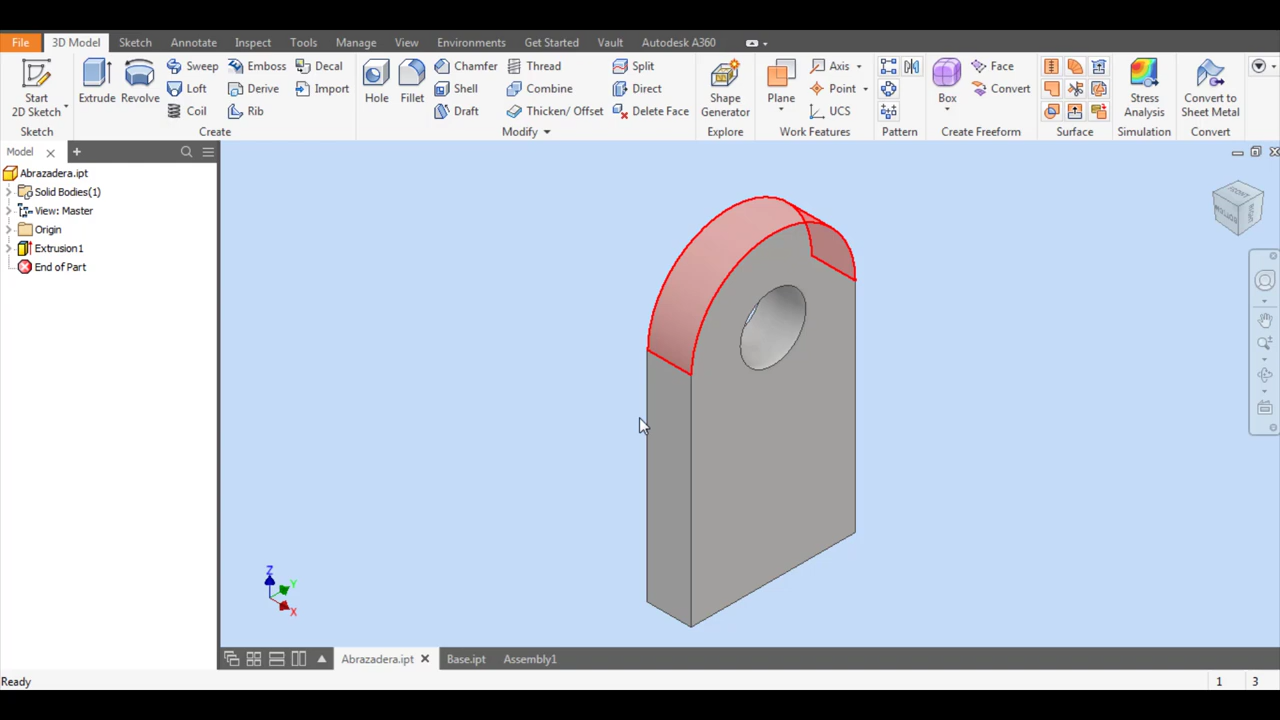 File 3D Model Sketch Annotate Inspect Tools Manage View Environments Get Started Vault Autodesk A360
Start
2D Sketch
Sketch
Extrude
Revolve
Sweep
Loft
Coil
Emboss
Derive
Rib
Decal
Import
Create
Hole
Fillet
Chamfer
Shell
Draft
Thread
Combine
Thicken/ Offset
Split
Direct
Delete Face
Modify
Shape
Generator
Explore
Plane
Axis
Point
UCS
Work Features
Pattern
Box
Face
Convert
Create Freeform
Surface
Stress
Analysis
Simulation
Convert to
Sheet Metal
Convert
Model
Abrazadera.ipt
Solid Bodies(1)
View: Master
Origin
Extrusion1
End of Part
FRONT
BOTTOM
Z
Y
X
Abrazadera.ipt Base.ipt Assembly1
Ready 1 3